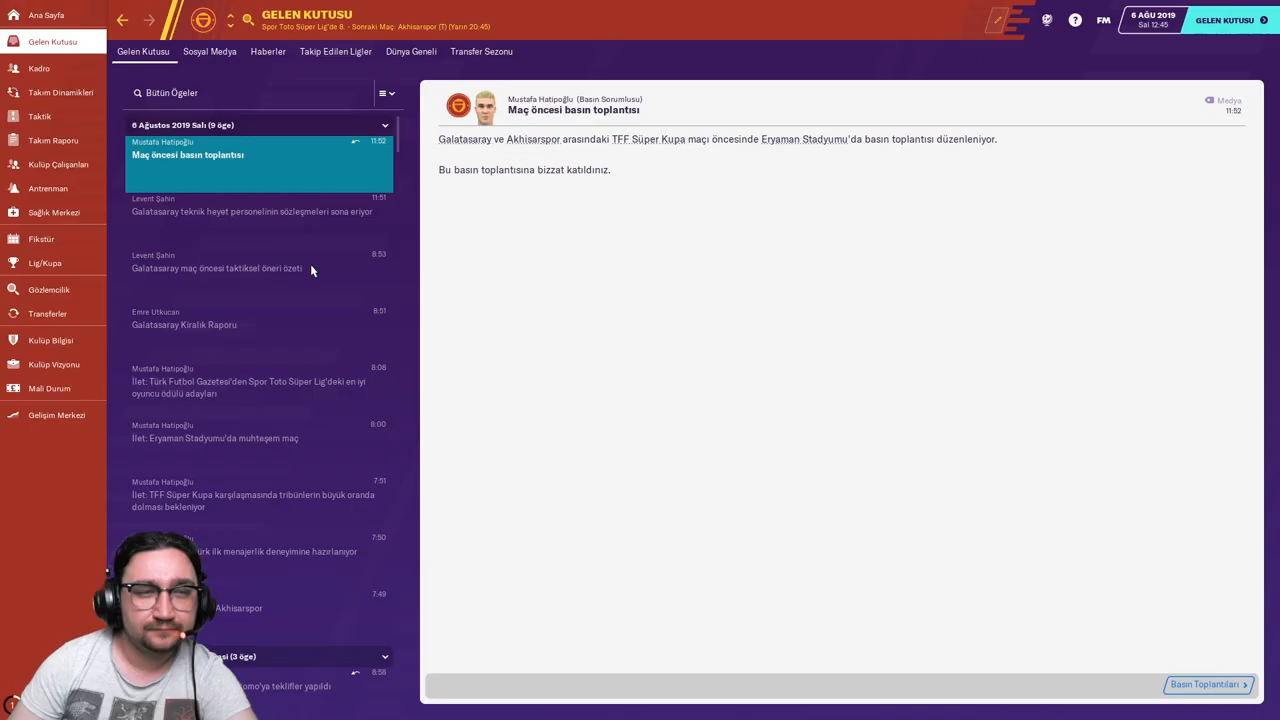 Ana Sayfa
Gelen Kutusu
Kadro
Takım Dinamikleri
Taktik
Takım Raporu
Kulüp Çalışanları
Antrenman
Sağlık Merkezi
Fikstür
Lig/Kupa
Gözlemcilik
Transferler
Kulüp Bilgisi
Kulüp Vizyonu
Mali Durum
Gelişim Merkezi
GELEN KUTUSU
Spor Toto Süper Lig'de 8. - Sonraki Maç: Akhisarspor (T) (Yarın 20:45)
FM
6 AĞU 2019
Sal 12:45
GELEN KUTUSU
Gelen Kutusu Sosyal Medya Haberler Takip Edilen Ligler Dünya Geneli Transfer Sezonu
Bütün Ögeler
6 Ağustos 2019 Salı (9 öge)
Mustafa Hatipoğlu 11:52
Maç öncesi basın toplantısı
Levent Şahin 11:51
Galatasaray teknik heyet personelinin sözleşmeleri sona eriyor
Levent Şahin 8:53
Galatasaray maç öncesi taktiksel öneri özeti
Emre Utkucan 8:51
Galatasaray Kiralık Raporu
Mustafa Hatipoğlu 8:08
İlet: Türk Futbol Gazetesi'den Spor Toto Süper Lig'deki en iyi
oyuncu ödülü adayları
Mustafa Hatipoğlu 8:00
İlet: Eryaman Stadyumu'da muhteşem maç
Mustafa Hatipoğlu 7:51
İlet: TFF Süper Kupa karşılaşmasında tribünlerin büyük oranda
dolması bekleniyor
7:50
ilk menajerlik deneyimine hazırlanıyor
7:49
Akhisarspor
(3 öge)
8:58
teklifler yapıldı
Mustafa Hatipoğlu (Basın Sorumlusu)
Maç öncesi basın toplantısı
Medya
11:52
Galatasaray ve Akhisarspor arasındaki TFF Süper Kupa maçı öncesinde Eryaman Stadyumu'da basın toplantısı düzenleniyor.
Bu basın toplantısına bizzat katıldınız.
Basın Toplantıları